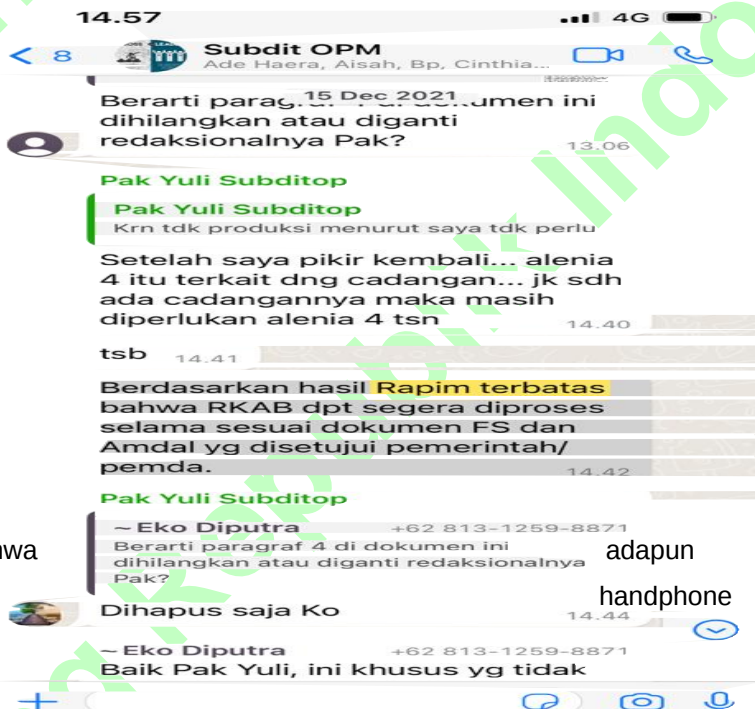 14.57
4G
8
Subdit OPM
Ade Haera, Aisah, Bp, Cinthia...
15 Dec 2021
Berarti dokumen ini
dihilangkan atau diganti
redaksionalnya Pak?
13.06
Pak Yuli Subditop
Pak Yuli Subditop
Krn tdk produksi menurut saya tdk perlu
Setelah saya pikir kembali... alenia
4 itu terkait dng cadangan... jk sdh
ada cadangannya maka masih
diperlukan alenia 4 tsn
14.40
tsb 14.41
Berdasarkan hasil Rapim terbatas
bahwa RKAB dpt segera diproses
selama sesuai dokumen FS dan
Amdal yg disetujui pemerintah/
pemda.
14.42
Pak Yuli Subditop
~ Eko Diputra +62 813-1259-8871
Berarti paragraf 4 di dokumen ini
dihilangkan atau diganti redaksionalnya
Pak?
adapun
handphone
Dihapus saja Ko
14.44
~ Eko Diputra +62 813-1259-8871
Baik Pak Yuli, ini khusus yg tidak